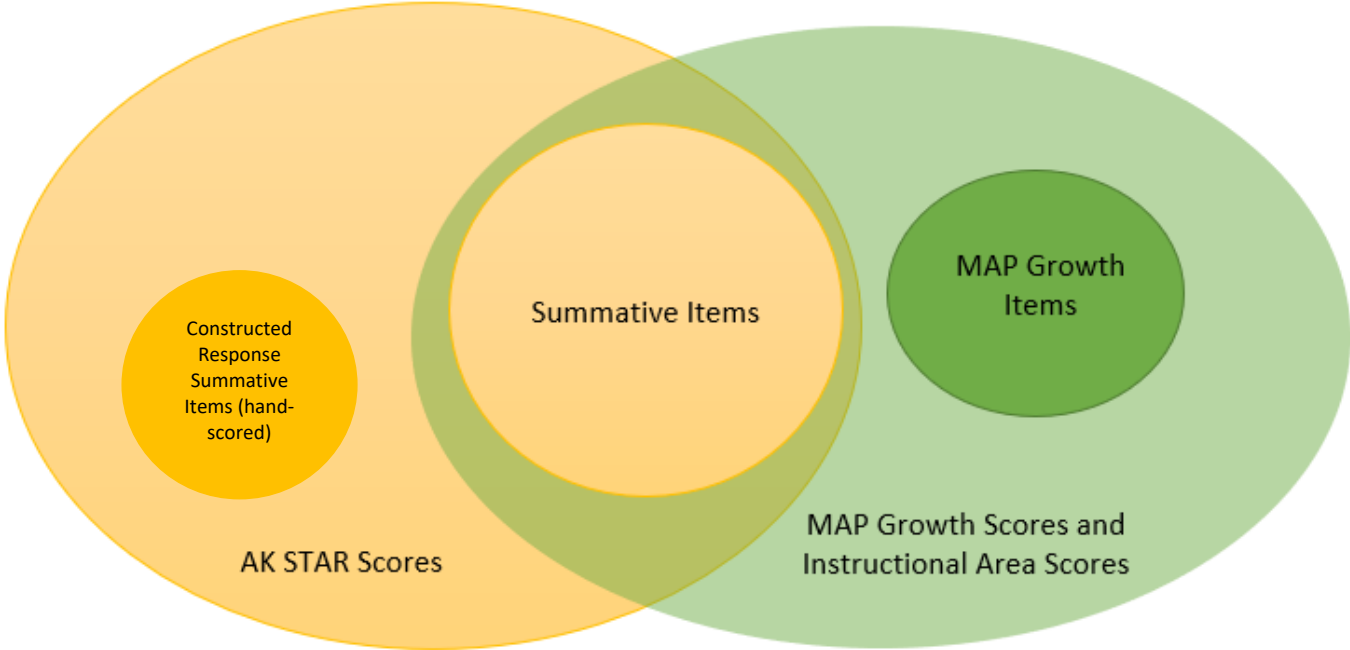 Constructed
Response
Summative
Items (hand-
scored)
AK STAR Scores
Summative Items
MAP Growth
Items
MAP Growth Scores and
Instructional Area Scores